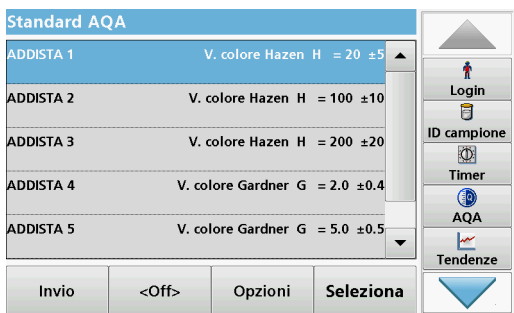 Standard AQA
ADDISTA 1 V. colore Hazen H = 20 ±5
ADDISTA 2 V. colore Hazen H = 100 ±10
ADDISTA 3 V. colore Hazen H = 200 ±20
ADDISTA 4 V. colore Gardner G = 2.0 ±0.4
ADDISTA 5 V. colore Gardner G = 5.0 ±0.5
Invio <Off> Opzioni Seleziona
Login
ID campione
Timer
AQA
Tendenze